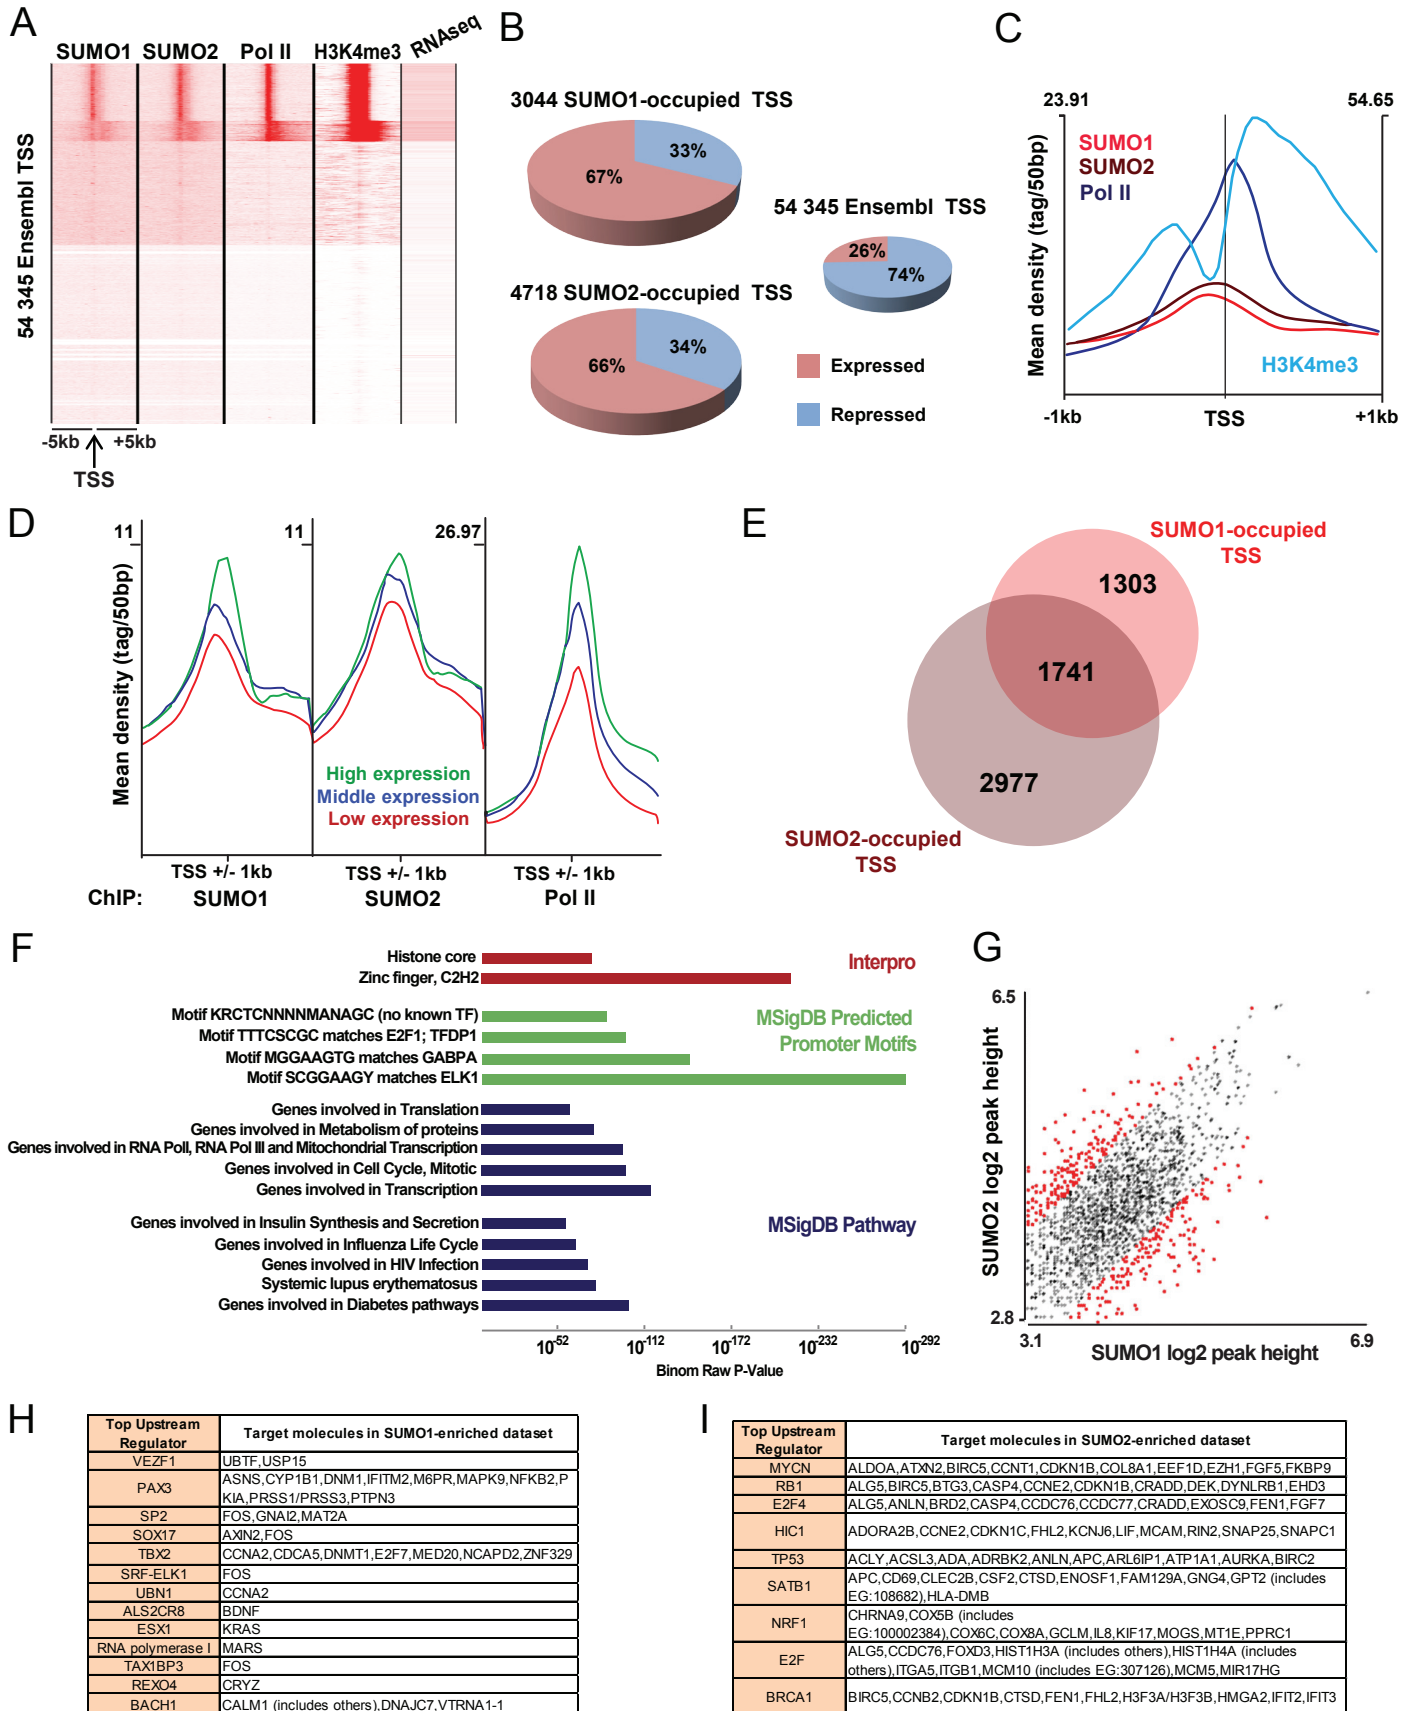 A
SUMO1 SUMO2 Pol II H3K4me3 RNAseq
54 345 Ensembl TSS
-5kb +5kb
TSS
B
3044 SUMO1-occupied TSS
33%
67%
54 345 Ensembl TSS
26%
74%
4718 SUMO2-occupied TSS
34%
66%
Expressed
Repressed
C
23.91 54.65
SUMO1
SUMO2
Pol II
H3K4me3
Mean density (tag/50bp)
-1kb TSS +1kb
D
11 11 26.97
Mean density (tag/50bp)
High expression
Middle expression
Low expression
TSS +/- 1kb TSS +/- 1kb TSS +/- 1kb
ChIP: SUMO1 SUMO2 Pol II
E
SUMO1-occupied
TSS
1303
1741
2977
SUMO2-occupied
TSS
F
Histone core
Zinc finger, C2H2
Interpro
Motif KRCTCNNNNMANAGC (no known TF)
Motif TTTCSCGC matches E2F1; TFDP1
Motif MGGAAGTG matches GABPA
Motif SCGGAAGY matches ELK1
MSigDB Predicted
Promoter Motifs
Genes involved in Translation
Genes involved in Metabolism of proteins
Genes involved in RNA PolI, RNA Pol III and Mitochondrial Transcription
Genes involved in Cell Cycle, Mitotic
Genes involved in Transcription
Genes involved in Insulin Synthesis and Secretion
Genes involved in Influenza Life Cycle
Genes involved in HIV Infection
Systemic lupus erythematosus
Genes involved in Diabetes pathways
MSigDB Pathway
10-52 10-112 10-172 10-232 10-292
Binom Raw P-Value
G
6.5
SUMO2 log2 peak height
2.8
3.1 6.9
SUMO1 log2 peak height
H
Top Upstream Regulator Target molecules in SUMO1-enriched dataset
VEZF1 UBTF,USP15
PAX3 ASNS,CYP1B1,DNM1,IFITM2,M6PR,MAPK9,NFKB2,P
KIA,PRSS1/PRSS3,PTPN3
SP2 FOS,GNAI2,MAT2A
SOX17 AXIN2,FOS
TBX2 CCNA2,CDCA5,DNMT1,E2F7,MED20,NCAPD2,ZNF329
SRF-ELK1 FOS
UBN1 CCNA2
ALS2CR8 BDNF
ESX1 KRAS
RNA polymerase I MARS
TAX1BP3 FOS
REXO4 CRYZ
BACH1 CALM1 (includes others),DNAJC7,VTRNA1-1
I
Top Upstream Regulator Target molecules in SUMO2-enriched dataset
MYCN ALDOA,ATXN2,BIRC5,CCNT1,CDKN1B,COL8A1,EEF1D,EZH1,FGF5,FKBP9
RB1 ALG5,BIRC5,BTG3,CASP4,CCNE2,CDKN1B,CRADD,DEK,DYNLRB1,EHD3
E2F4 ALG5,ANLN,BRD2,CASP4,CCDC76,CCDC77,CRADD,EXOSC9,FEN1,FGF7
HIC1 ADORA2B,CCNE2,CDKN1C,FHL2,KCNJ6,LIF,MCAM,RIN2,SNAP25,SNAPC1
TP53 ACLY,ACSL3,ADA,ADRBK2,ANLN,APC,ARL6IP1,ATP1A1,AURKA,BIRC2
SATB1 APC,CD69,CLEC2B,CSF2,CTSD,ENOSF1,FAM129A,GNG4,GPT2 (includes
EG:108682),HLA-DMB
NRF1 CHRNA9,COX5B (includes
EG:100002384),COX6C,COX8A,GCLM,IL8,KIF17,MOGS,MT1E,PPRC1
E2F ALG5,CCDC76,FOXD3,HIST1H3A (includes others),HIST1H4A (includes
others),ITGA5,ITGB1,MCM10 (includes EG:307126),MCM5,MIR17HG
BRCA1 BIRC5,CCNB2,CDKN1B,CTSD,FEN1,FHL2,H3F3A/H3F3B,HMGA2,IFIT2,IFIT3